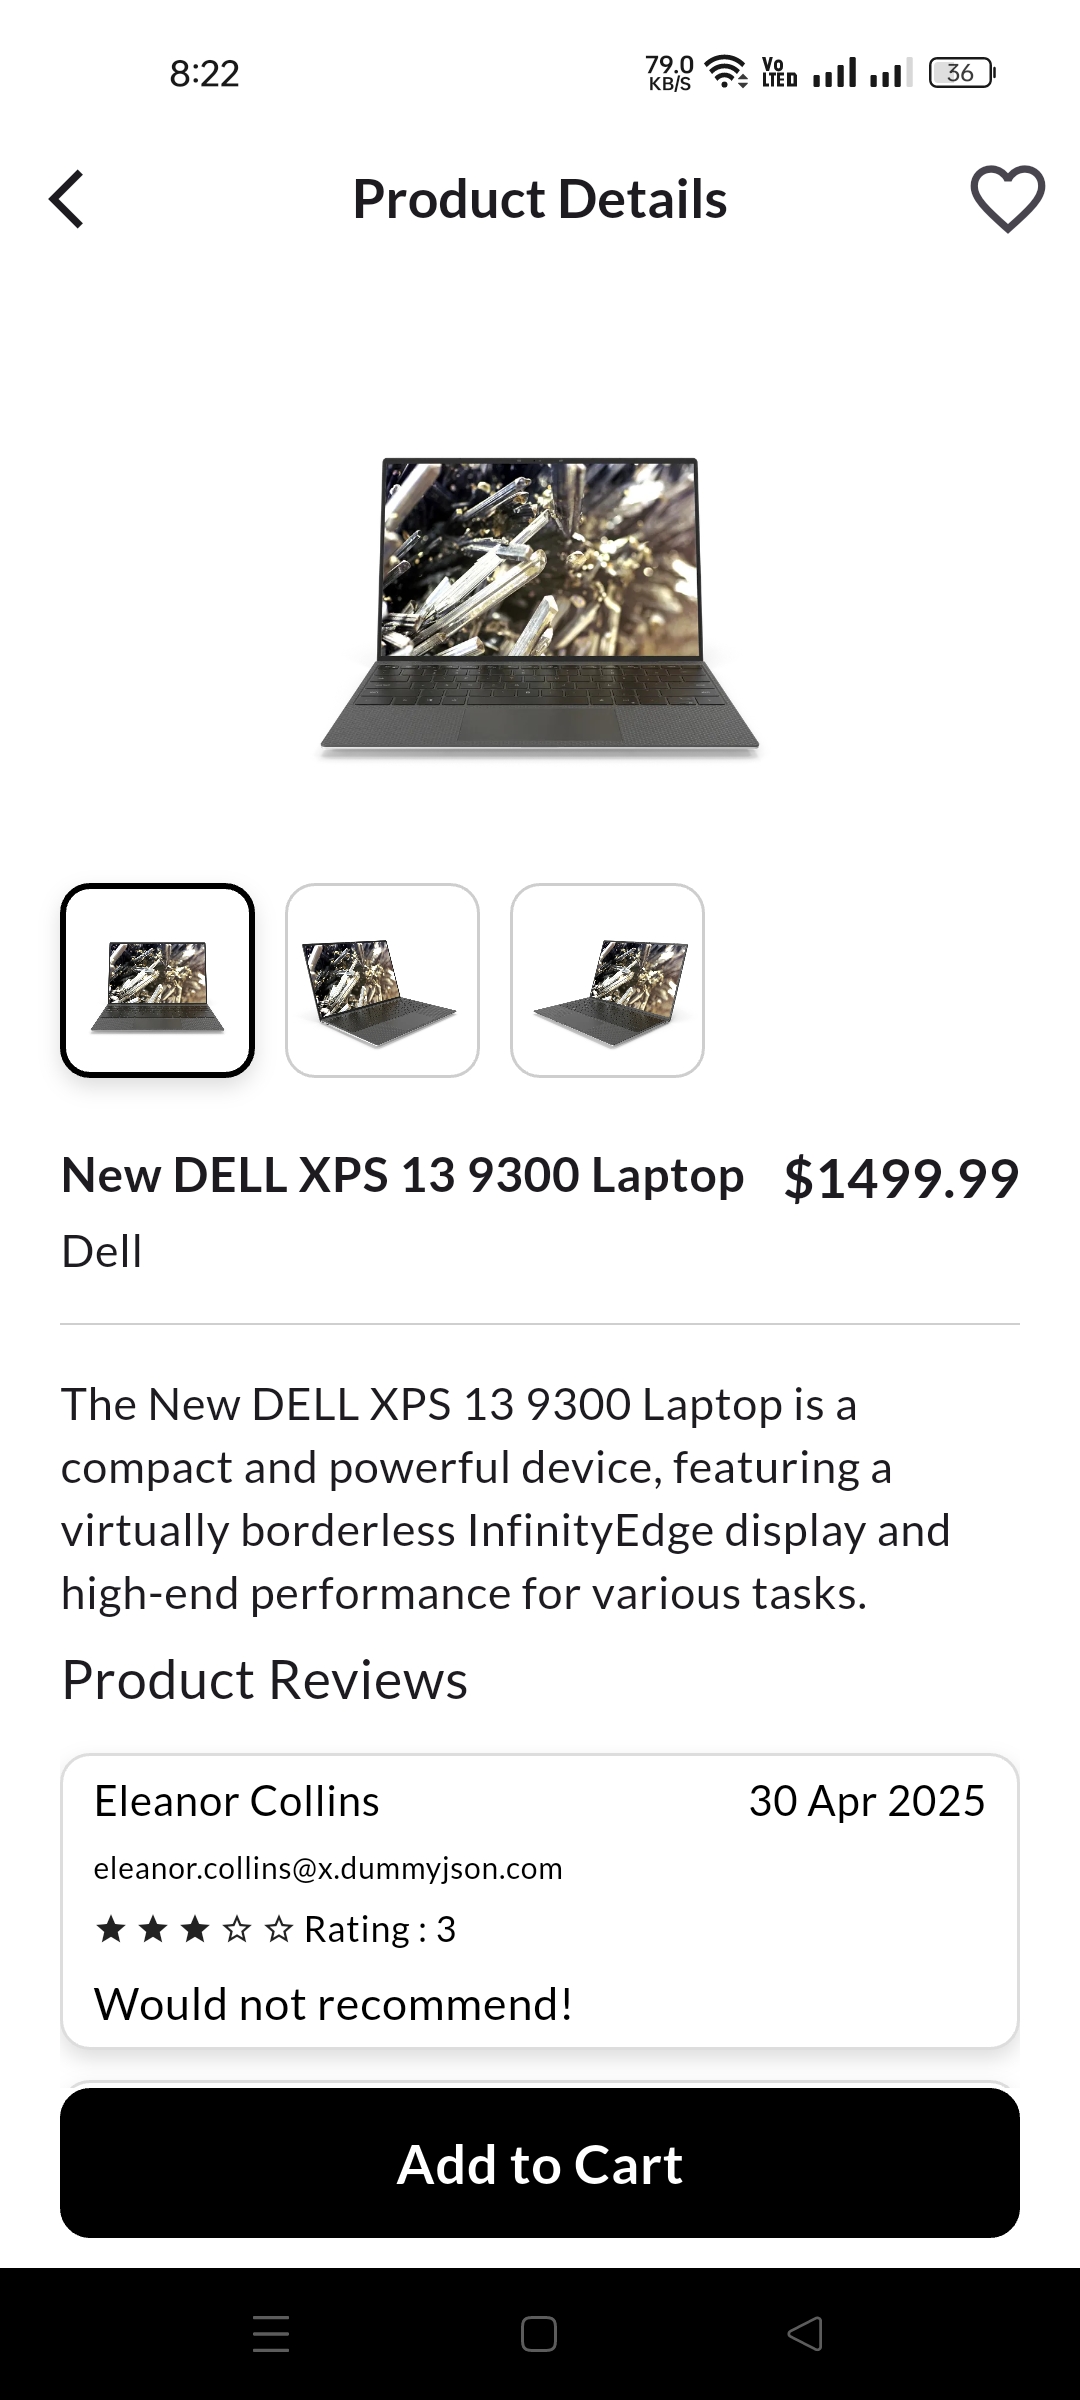 8:22
79.0
KB/S
Vo
LTE D
36
Product Details
New DELL XPS 13 9300 Laptop
$1499.99
Dell
The New DELL XPS 13 9300 Laptop is a
compact and powerful device, featuring a
virtually borderless InfinityEdge display and
high-end performance for various tasks.
Product Reviews
Eleanor Collins
30 Apr 2025
eleanor.collins@x.dummyjson.com
Rating : 3
Would not recommend!
Add to Cart